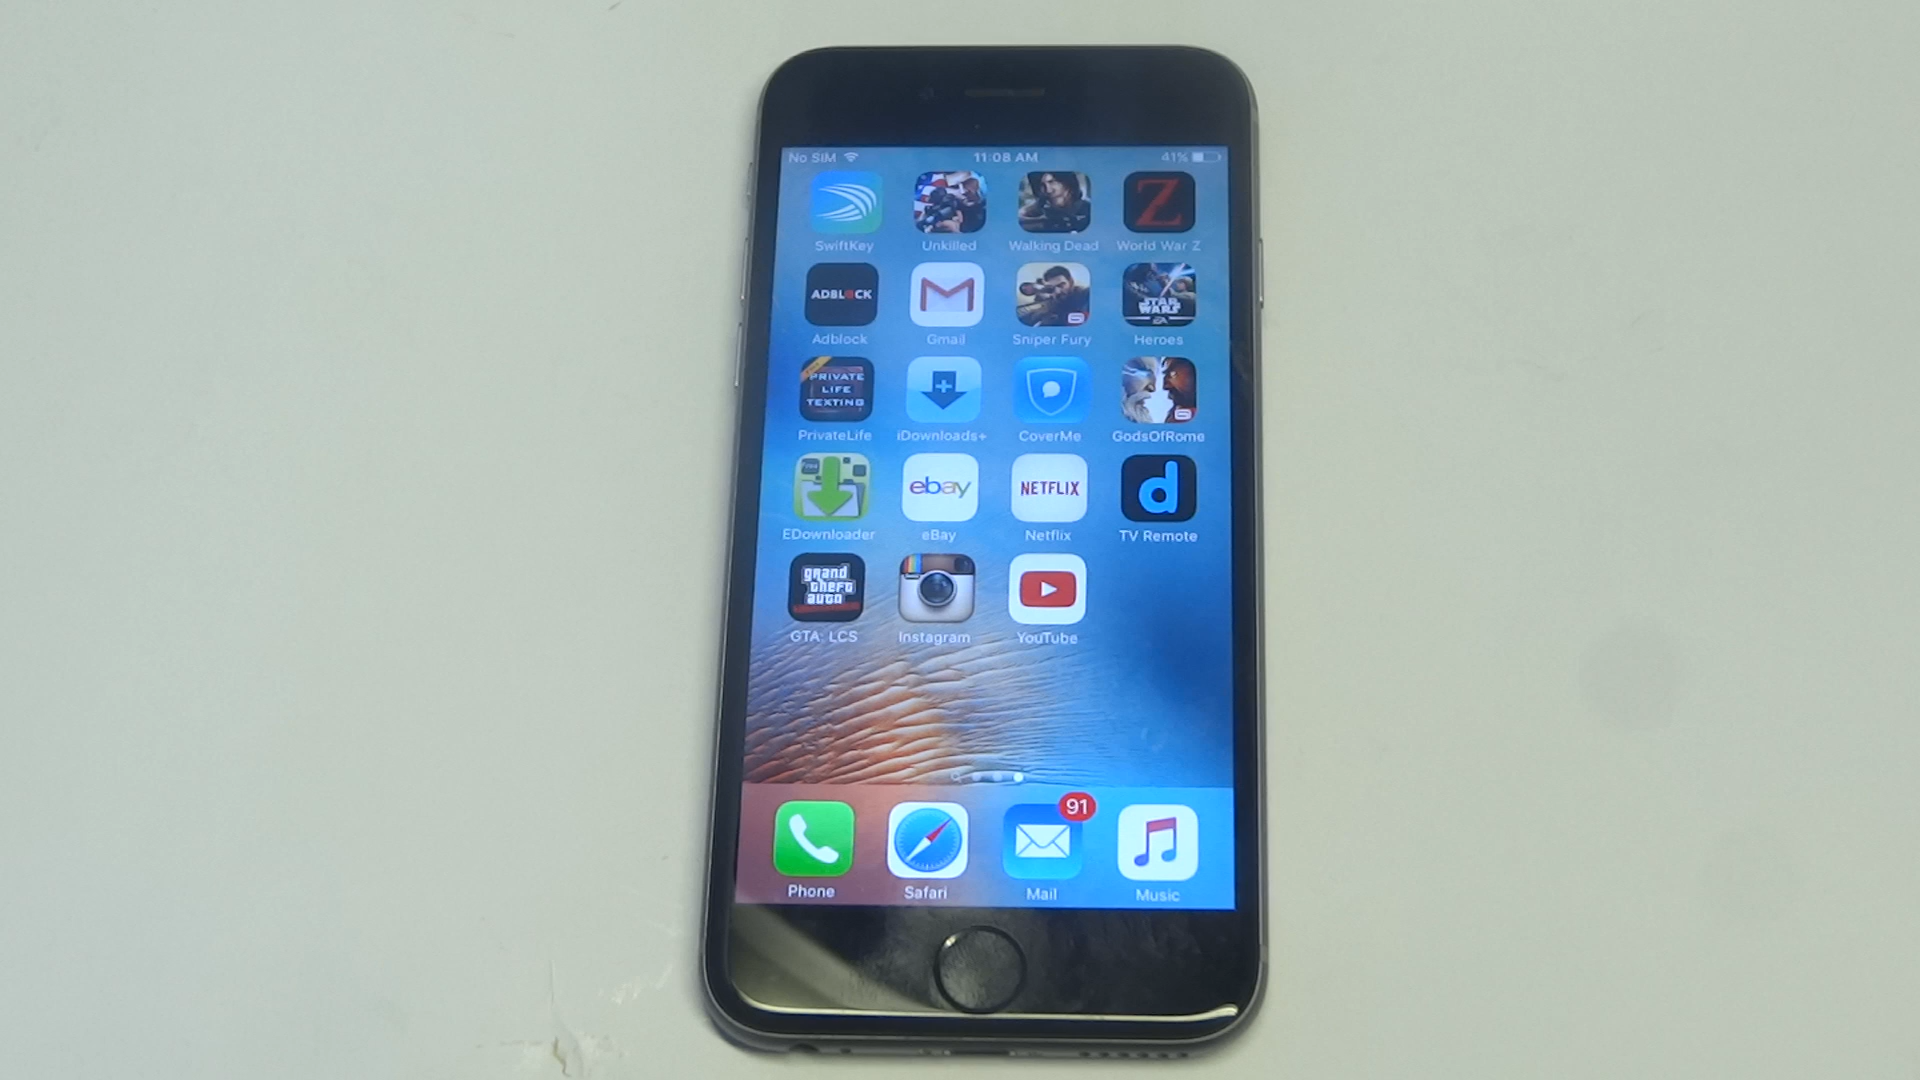 No SIM 11:08 AM 41%
SwiftKey Unkilled Walking Dead World War Z
Z
ADBLOCK
STAR
WARS
EA
Adblock Gmail Sniper Fury Heroes
PRIVATE
LIFE
TEXTING
PrivateLife iDownloads+ CoverMe GodsOfRome
Free
ebay NETFLIX d
EDownloader eBay Netflix TV Remote
grand
theft
auto
GTA: LCS Instagram YouTube
91
Phone Safari Mail Music